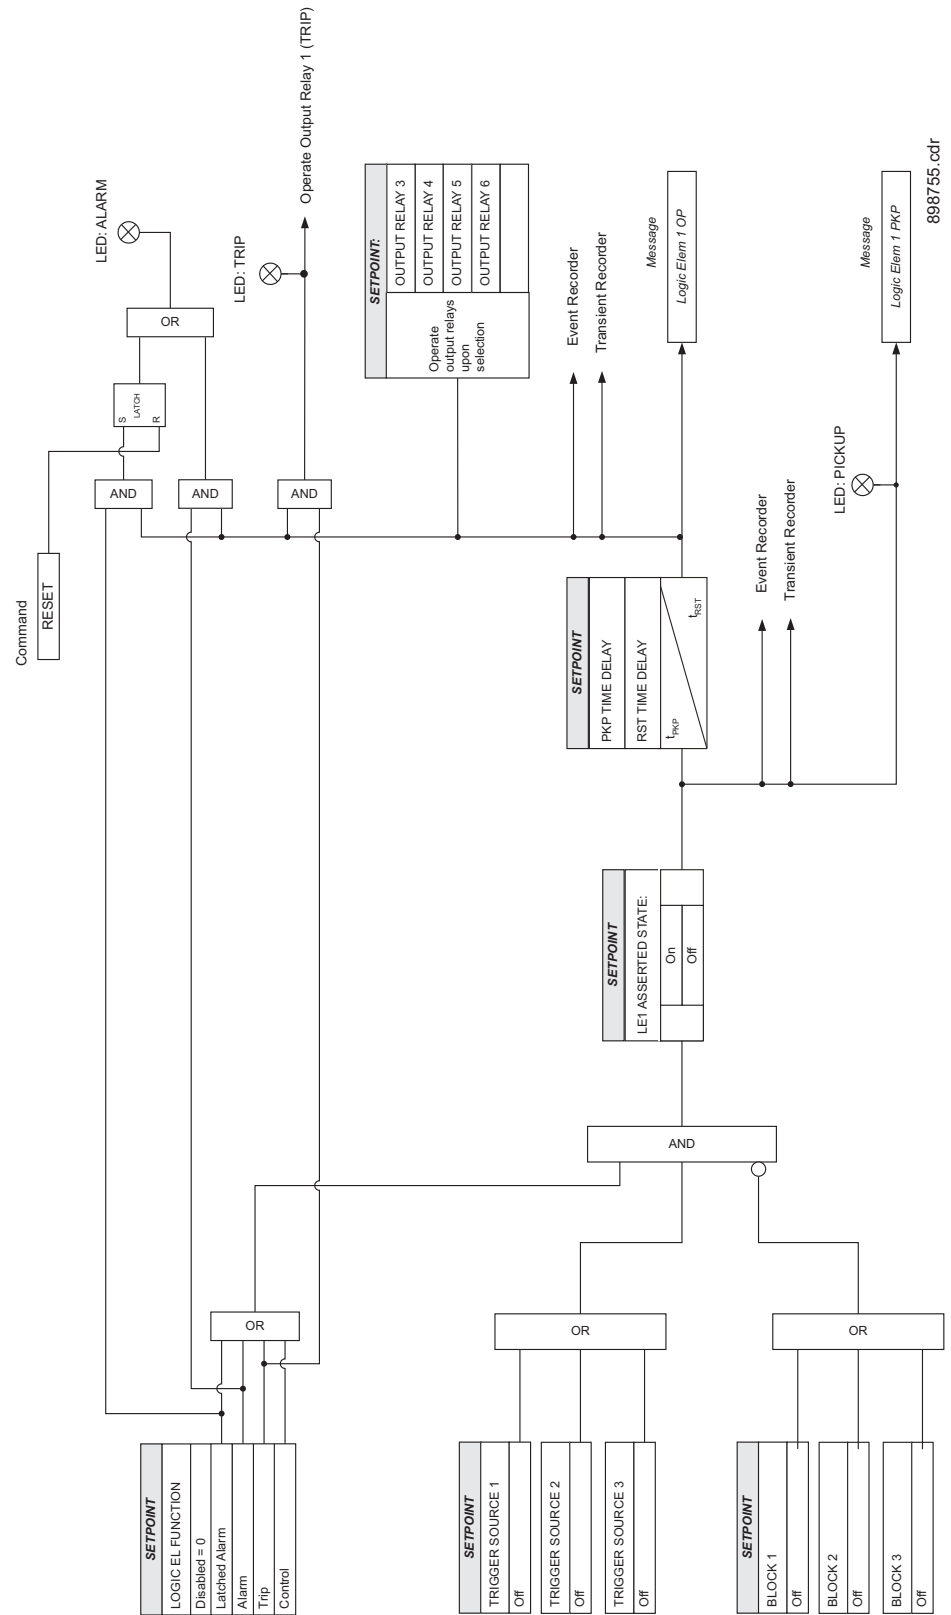 SETPOINT
LOGIC EL FUNCTION
Disabled = 0
Latched Alarm
Alarm
Trip
Control
OR
SETPOINT
TRIGGER SOURCE 1
Off
TRIGGER SOURCE 2
Off
TRIGGER SOURCE 3
Off
OR
SETPOINT
BLOCK 1
Off
BLOCK 2
Off
BLOCK 3
Off
OR
AND
SETPOINT
LE1 ASSERTED STATE:
On
Off
SETPOINT
PKP TIME DELAY
RST TIME DELAY
tPKP
tRST
Command
RESET
AND
AND
AND
S
LATCH
R
OR
LED: ALARM
LED: TRIP
Operate Output Relay 1 (TRIP)
SETPOINT:
Operate
output relays
upon
selection
OUTPUT RELAY 3
OUTPUT RELAY 4
OUTPUT RELAY 5
OUTPUT RELAY 6
Event Recorder
Transient Recorder
Message
Logic Elem 1 OP
Event Recorder
Transient Recorder
LED: PICKUP
Message
Logic Elem 1 PKP
898755.cdr